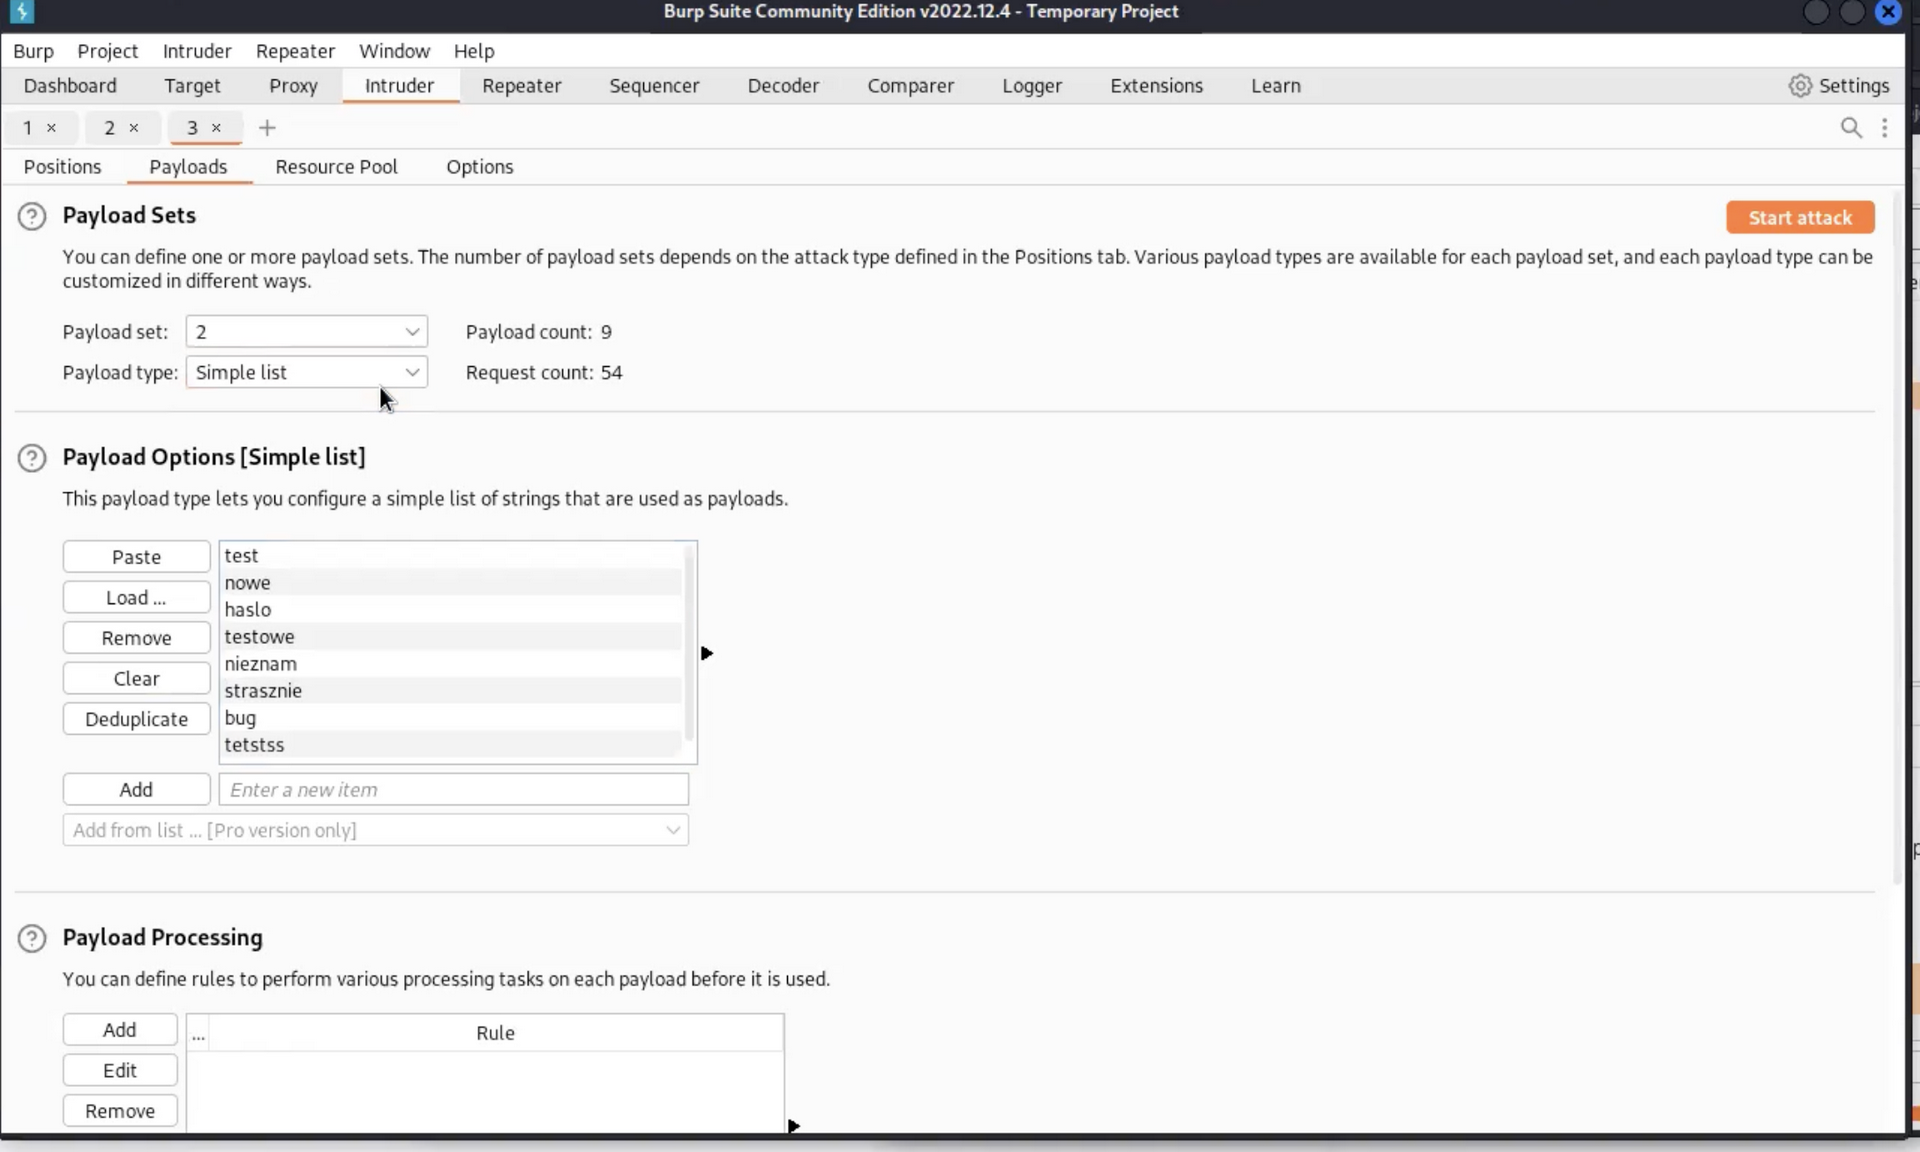 Burp Suite Community Edition v2022.12.4 - Temporary Project
Burp Project Intruder Repeater Window Help
Dashboard Target Proxy Intruder Repeater Sequencer Decoder Comparer Logger Extensions Learn Settings
1 × 2 × 3 × +
Positions Payloads Resource Pool Options
? Payload Sets
Start attack
You can define one or more payload sets. The number of payload sets depends on the attack type defined in the Positions tab. Various payload types are available for each payload set, and each payload type can be
customized in different ways.
Payload set: 2 Payload count: 9
Payload type: Simple list Request count: 54
? Payload Options [Simple list]
This payload type lets you configure a simple list of strings that are used as payloads.
Paste
Load ...
Remove
Clear
Deduplicate
test
nowe
haslo
testowe
nieznam
strasznie
bug
tetstss
Add Enter a new item
Add from list ... [Pro version only]
? Payload Processing
You can define rules to perform various processing tasks on each payload before it is used.
Add
Edit
Remove
... Rule